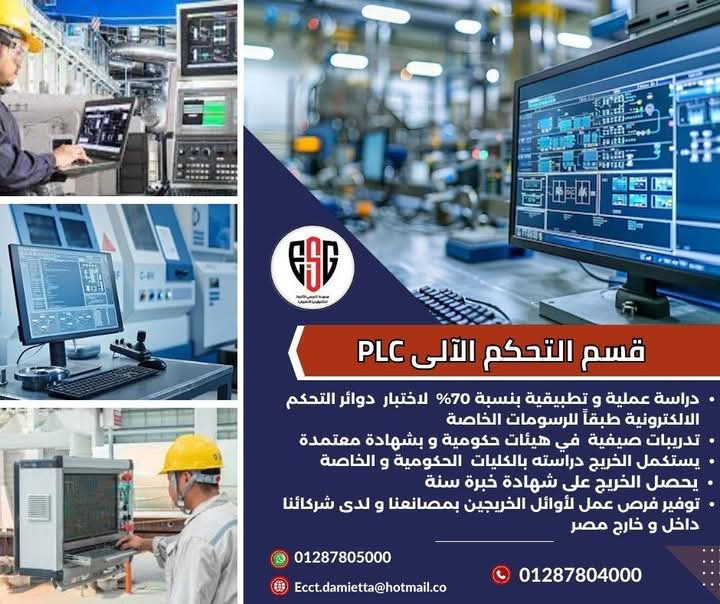 ESG
قسم التحكم الآلى PLC
دراسة عملية و تطبيقية بنسبة 70% لاختبار دوائر التحكم
الالكترونية طبقاً للرسومات الخاصة
تدريبات صيفية في هيئات حكومية و بشهادة معتمدة
يستكمل الخريج دراسته بالكليات الحكومية و الخاصة
يحصل الخريج على شهادة خبرة سنة
توفير فرص عمل لأوائل الخريجين بمصانعنا و لدى شركائنا
داخل و خارج مصر
01287805000
01287804000
Ecct.damietta@hotmail.co